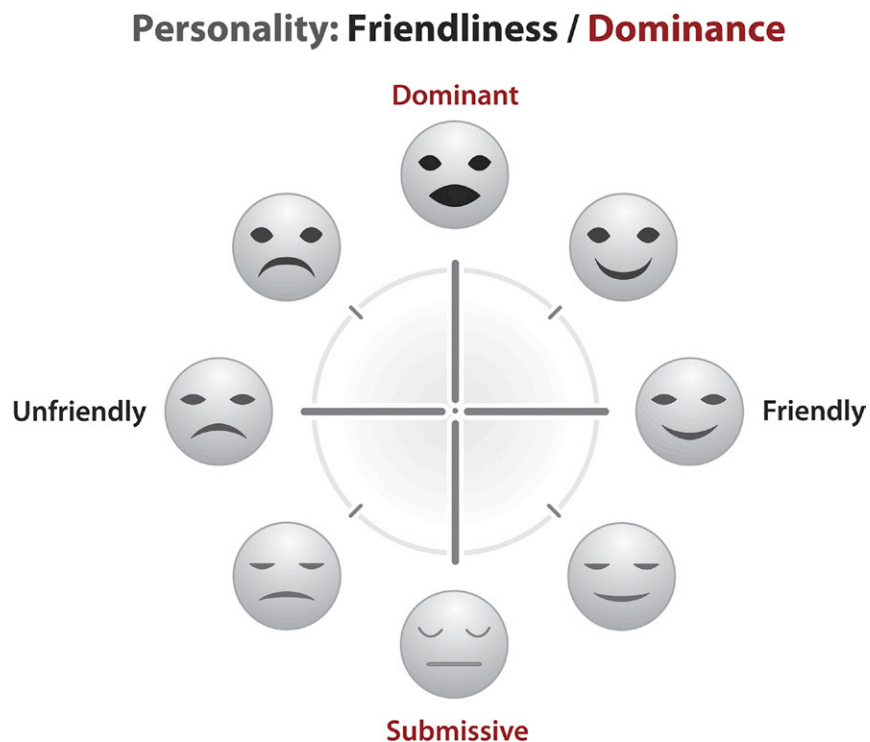 Personality: Friendliness / Dominance
Dominant
Unfriendly
Friendly
Submissive